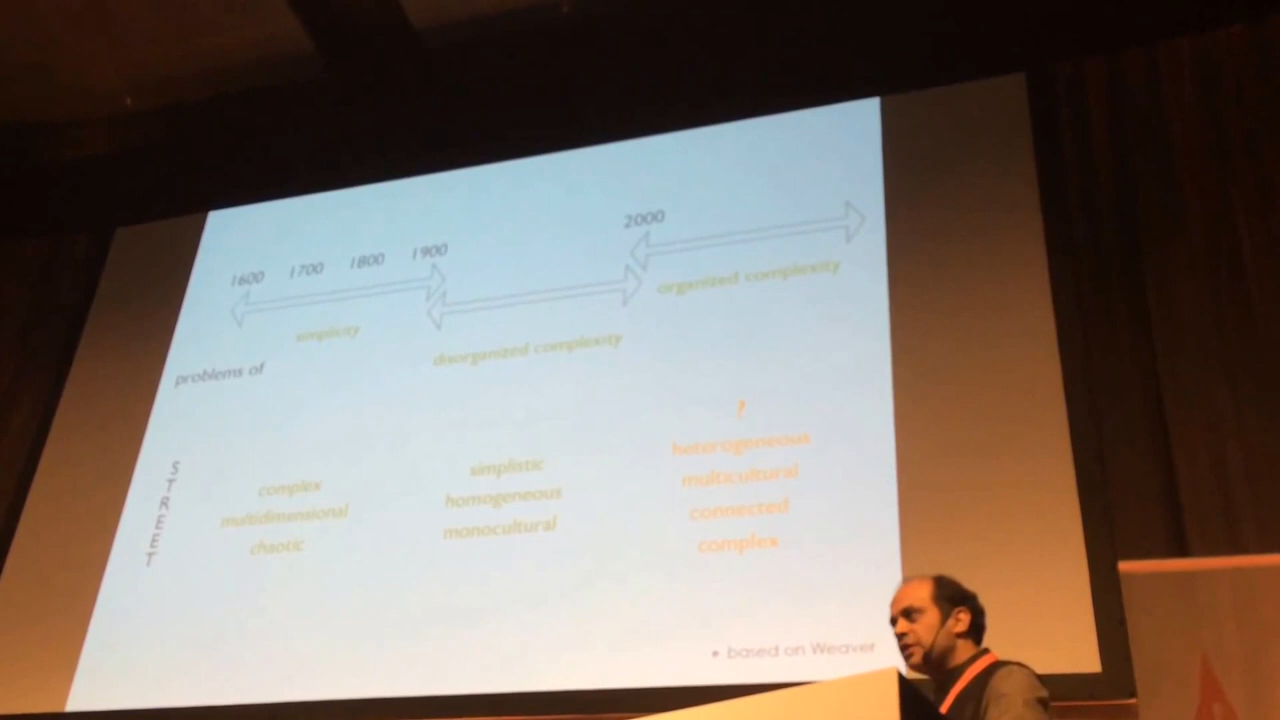 1600 1700 1800 1900 2000
simplicity
disorganized complexity
organized complexity
problems of
STREET
complex
multidimensional
chaotic
simplistic
homogeneous
monocultural
?
heterogeneous
multicultural
connected
complex
• based on Weaver